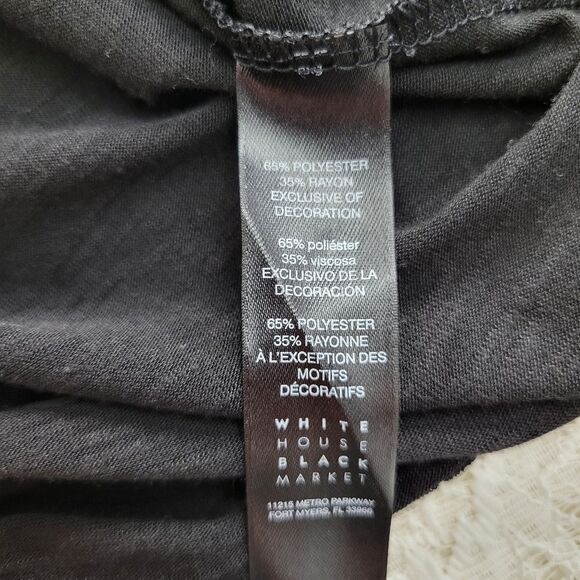 65% POLYESTER
35% RAYON
EXCLUSIVE OF
DECORATION
65% poliéster
35% viscosa
EXCLUSIVO DE LA
DECORACIÓN
65% POLYESTER
35% RAYONNE
À L'EXCEPTION DES
MOTIFS
DÉCORATIFS
WHITE
HOUSE
BLACK
MARKET
11215 METRO PARKWAY
FORT MYERS, FL 33966